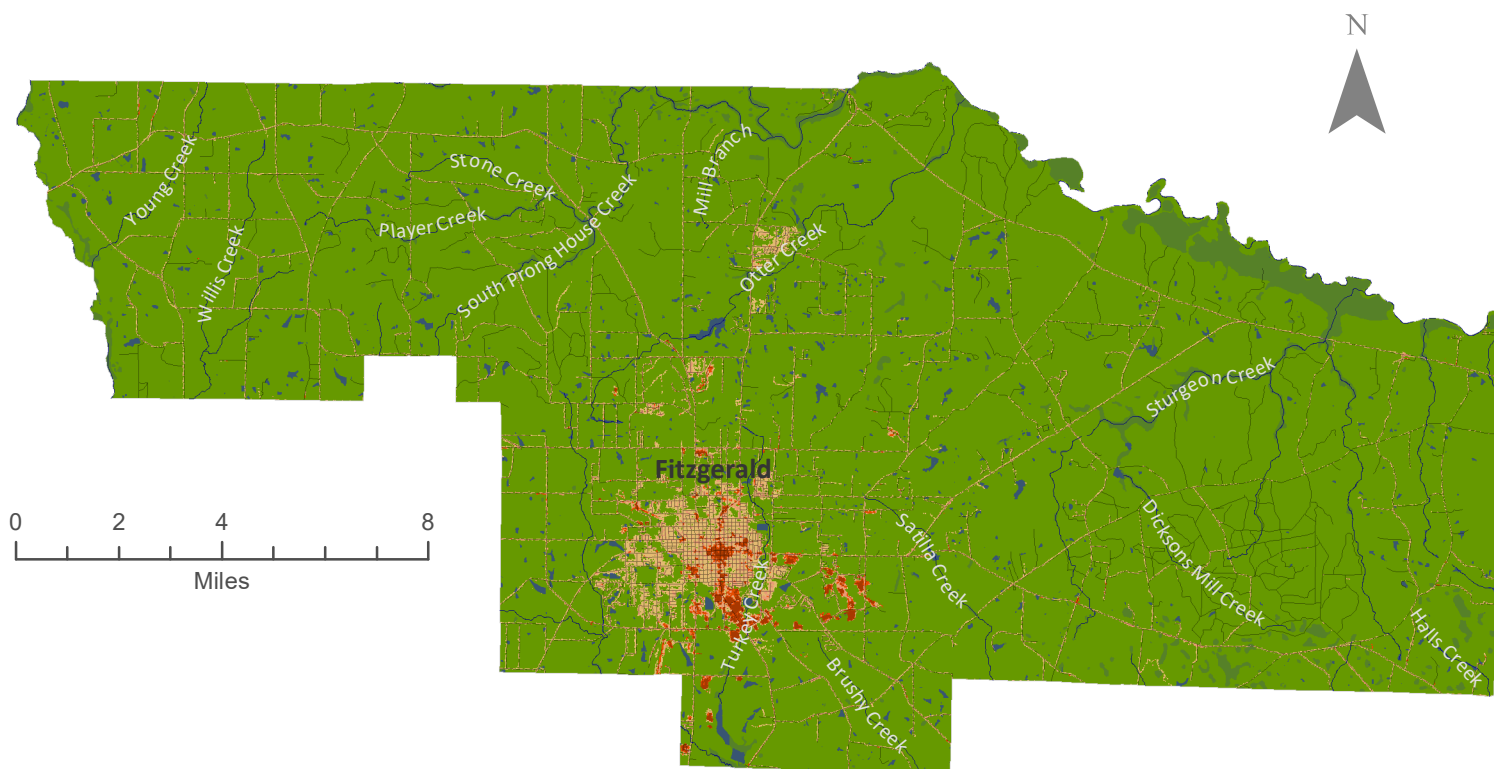 N
Mill Branch
Stone Creek
Young Creek
Player Creek
South Prong House Creek
Willis Creek
Otter Creek
Sturgeon Creek
Fitzgerald
0 2 4 8
Miles
Satilla Creek
Dicksons Mill Creek
Turkey Creek
Halls Creek
Brushy Creek